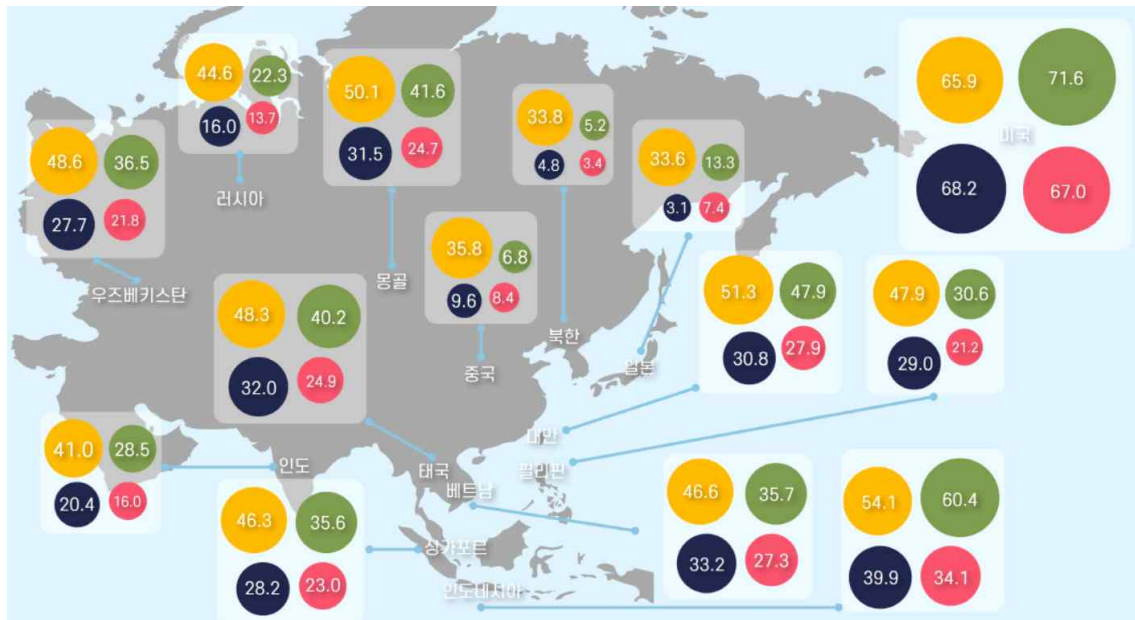 44.6 22.3
16.0 13.7
러시아
50.1 41.6
31.5 24.7
몽골
33.8 5.2
4.8 3.4
북한
33.6 13.3
3.1 7.4
일본
65.9 71.6
미국
68.2 67.0
48.6 36.5
27.7 21.8
우즈베키스탄
35.8 6.8
9.6 8.4
중국
48.3 40.2
32.0 24.9
태국
51.3 47.9
30.8 27.9
대만
47.9 30.6
29.0 21.2
필리핀
41.0 28.5
20.4 16.0
인도
46.3 35.6
28.2 23.0
싱가포르
베트남
46.6 35.7
33.2 27.3
인도네시아
54.1 60.4
39.9 34.1